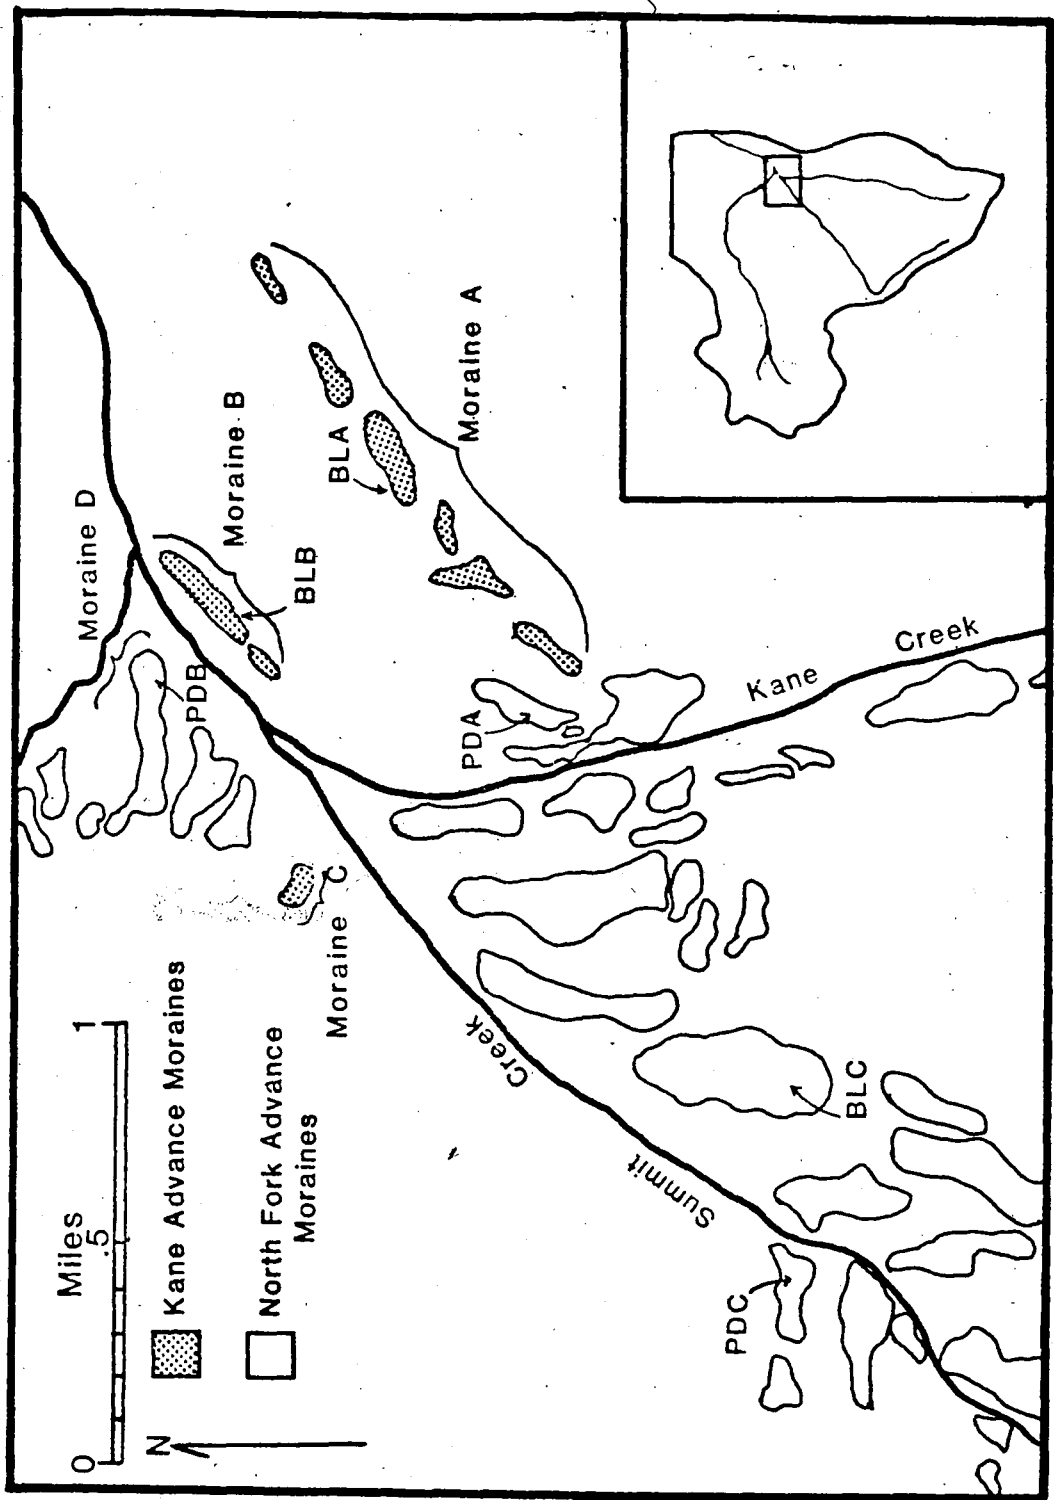 Miles
0 .5 1
Kane Advance Moraines
North Fork Advance
Moraines
N
Moraine D
Moraine B
Moraine A
Moraine C
BLA
BLB
PDB
PDA
BLC
PDC
Kane Creek
Summit Creek